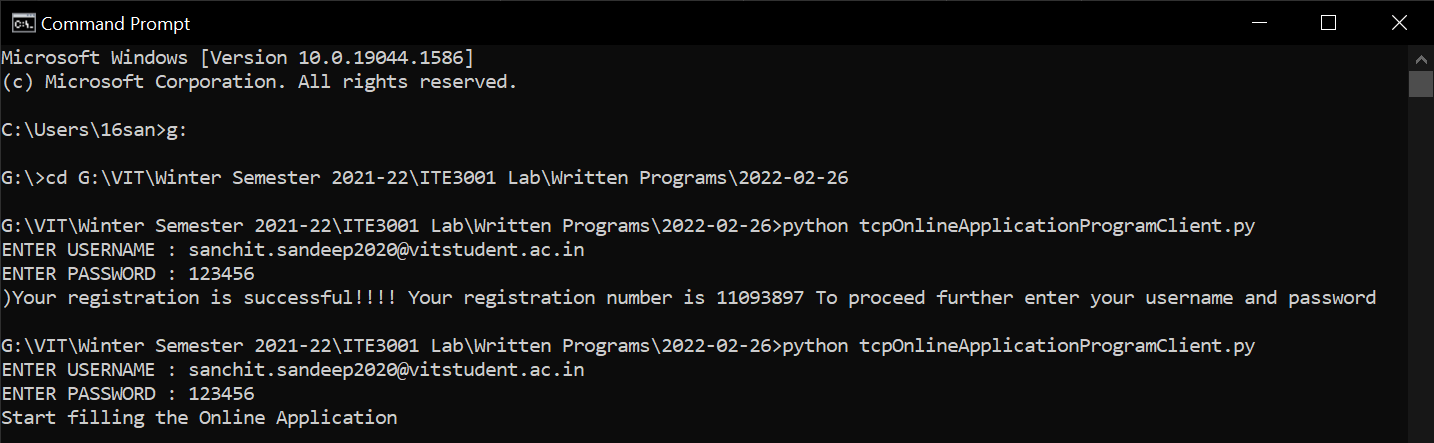 Command Prompt
Microsoft Windows [Version 10.0.19044.1586]
(c) Microsoft Corporation. All rights reserved.
C:\Users\16san>g:
G:\>cd G:\VIT\Winter Semester 2021-22\ITE3001 Lab\Written Programs\2022-02-26
G:\VIT\Winter Semester 2021-22\ITE3001 Lab\Written Programs\2022-02-26>python tcpOnlineApplicationProgramClient.py
ENTER USERNAME : sanchit.sandeep2020@vitstudent.ac.in
ENTER PASSWORD : 123456
)Your registration is successful!!!! Your registration number is 11093897 To proceed further enter your username and password
G:\VIT\Winter Semester 2021-22\ITE3001 Lab\Written Programs\2022-02-26>python tcpOnlineApplicationProgramClient.py
ENTER USERNAME : sanchit.sandeep2020@vitstudent.ac.in
ENTER PASSWORD : 123456
Start filling the Online Application